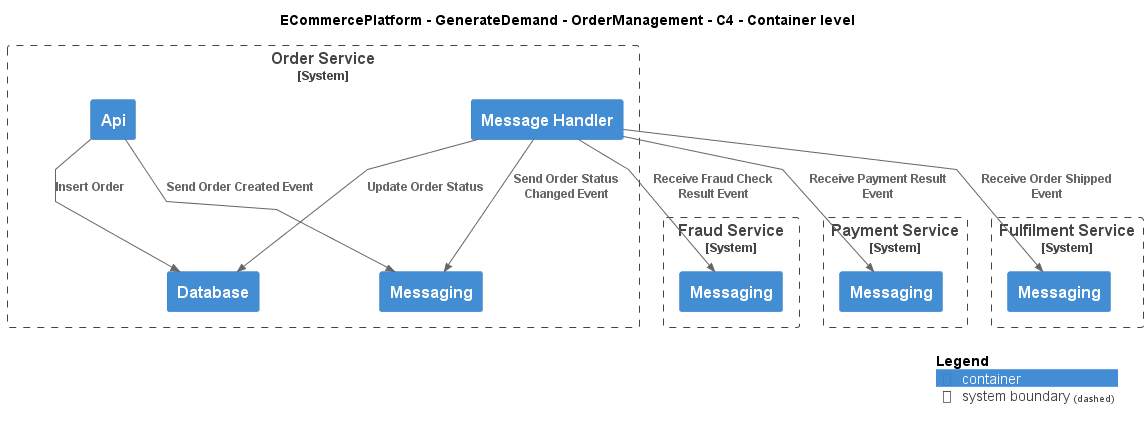 ECommercePlatform - GenerateDemand - OrderManagement - C4 - Container level
Order Service
[System]
Api
Message Handler
Insert Order
Send Order Created Event
Update Order Status
Send Order Status
Changed Event
Receive Fraud Check
Result Event
Receive Payment Result
Event
Receive Order Shipped
Event
Fraud Service
[System]
Payment Service
[System]
Fulfilment Service
[System]
Database
Messaging
Messaging
Messaging
Messaging
Legend
container
system boundary (dashed)